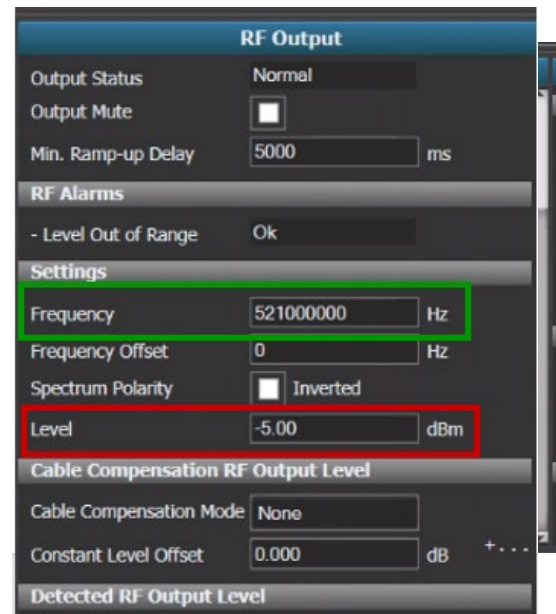 RF Output
Output Status Normal
Output Mute
Min. Ramp-up Delay 5000 ms
RF Alarms
- Level Out of Range Ok
Settings
Frequency 521000000 Hz
Frequency Offset 0 Hz
Spectrum Polarity Inverted
Level -5.00 dBm
Cable Compensation RF Output Level
Cable Compensation Mode None
Constant Level Offset 0.000 dB +...
Detected RF Output Level